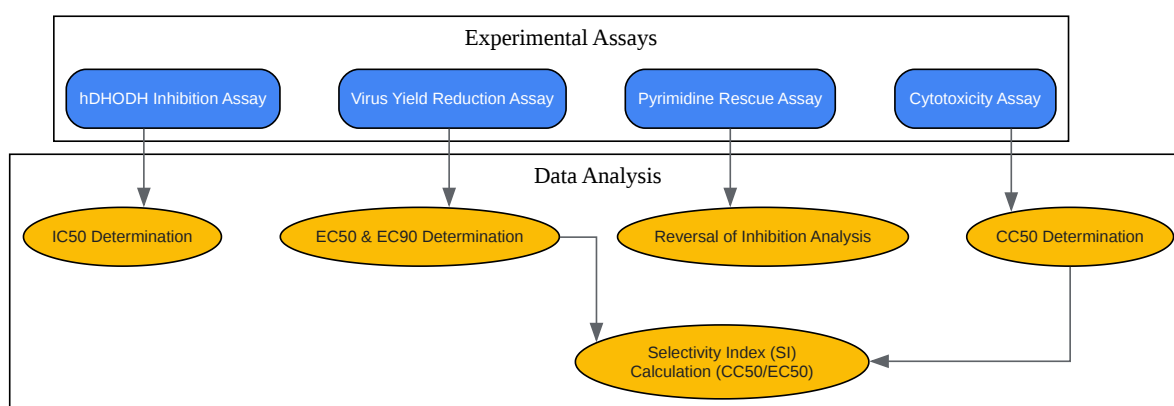 Experimental Assays
hDHODH Inhibition Assay
Virus Yield Reduction Assay
Pyrimidine Rescue Assay
Cytotoxicity Assay
Data Analysis
IC50 Determination
EC50 & EC90 Determination
Reversal of Inhibition Analysis
CC50 Determination
Selectivity Index (SI)
Calculation (CC50/EC50)